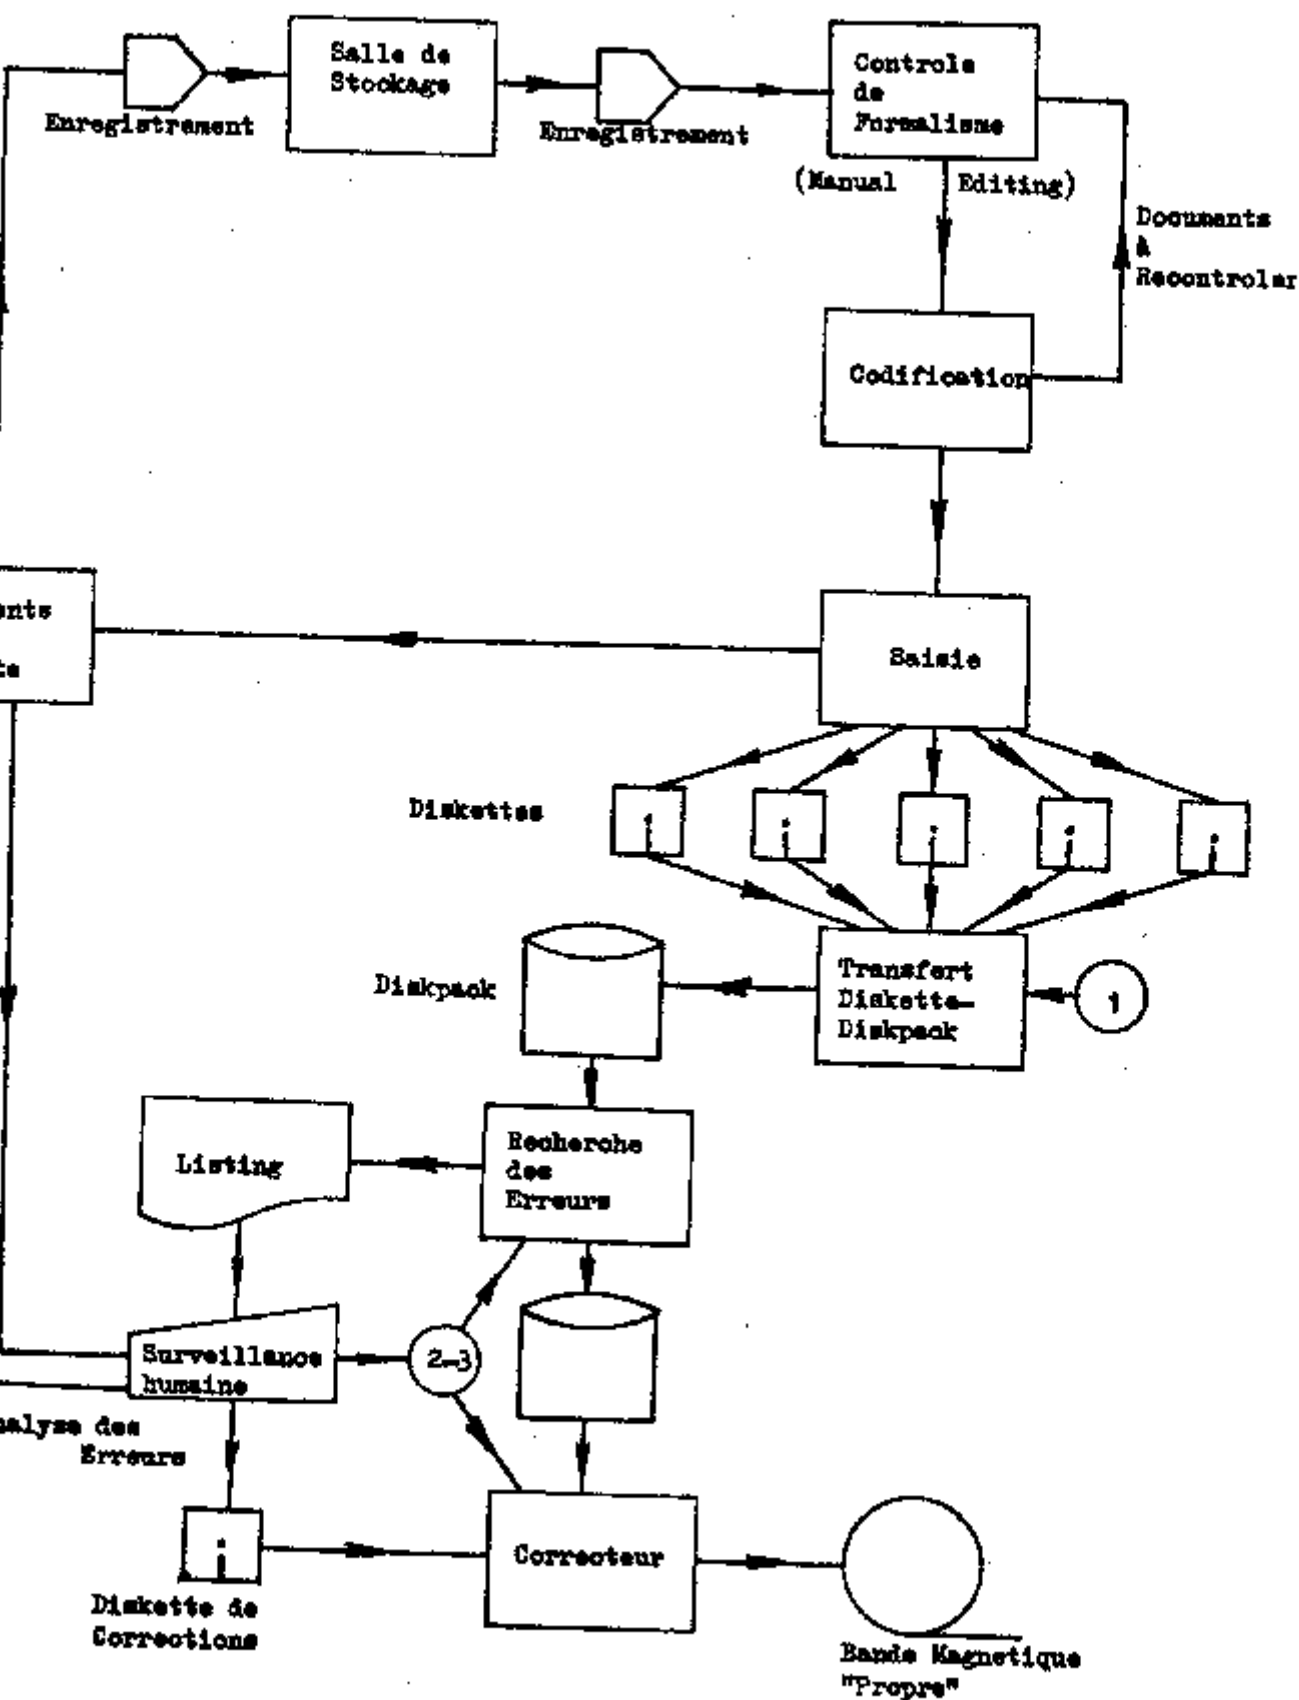 Salle de
Stockage
Enregistrement
Enregistrement
Controle
de
Formalisme
(Manual Editing)
Documents
à
Recontroler
Codification
Saisie
Diskettes
Diskpack
Transfert
Diskette-
Diskpack
1
Listing
Recherche
des
Erreurs
Surveillance
humaine
2-3
des
Erreurs
Correcteur
Diskette de
Corrections
Bande Magnetique
"Propre"